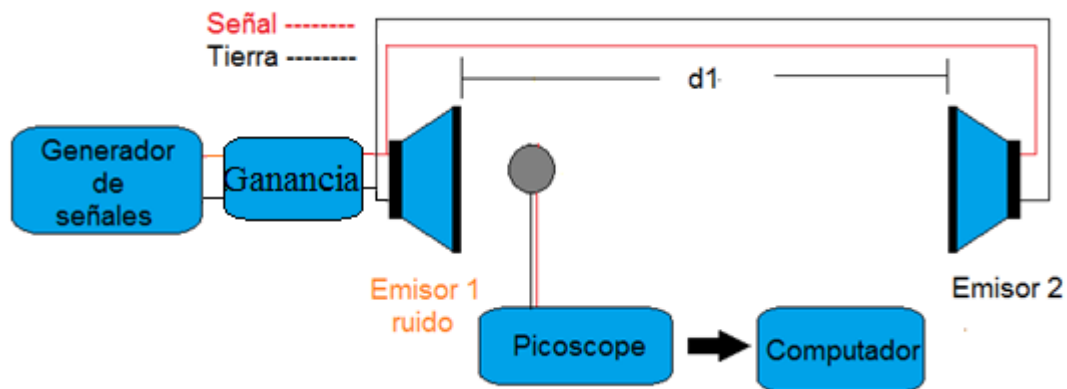 Señal --------
Tierra --------
d1
Generador
de
señales
Ganancia
Emisor 1
ruido
Emisor 2
Picoscope
Computador